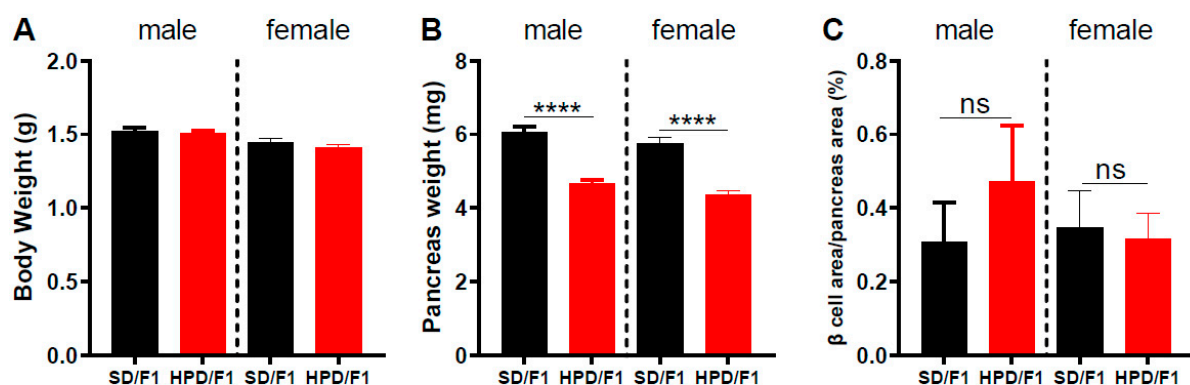 A
male
female
Body Weight (g)
2.0
1.5
1.0
0.5
0.0
SD/F1 HPD/F1 SD/F1 HPD/F1
B
male
female
Pancreas weight (mg)
8
6
4
2
0
****
****
SD/F1 HPD/F1 SD/F1 HPD/F1
C
male
female
β cell area/pancreas area (%)
0.8
0.6
0.4
0.2
0.0
ns
ns
SD/F1 HPD/F1 SD/F1 HPD/F1